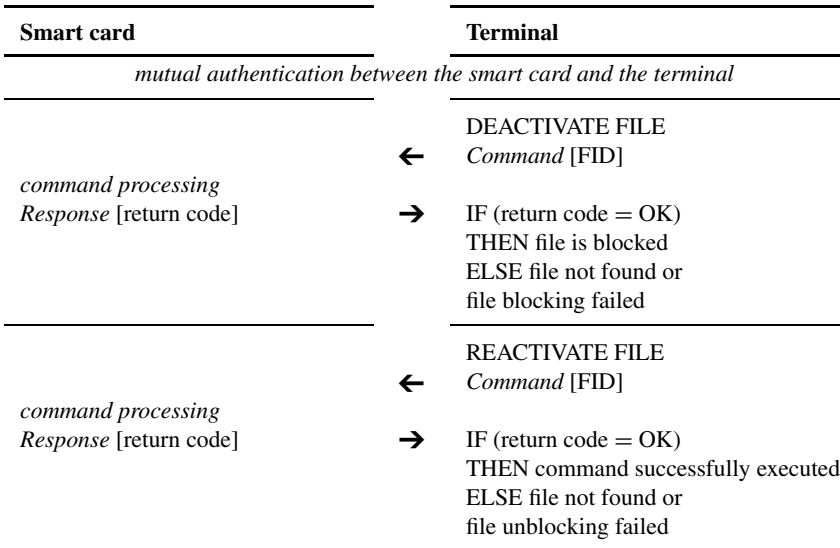 Smart card Terminal
mutual authentication between the smart card and the terminal
DEACTIVATE FILE
← Command [FID]
command processing
Response [return code] → IF (return code = OK)
THEN file is blocked
ELSE file not found or
file blocking failed
REACTIVATE FILE
← Command [FID]
command processing
Response [return code] → IF (return code = OK)
THEN command successfully executed
ELSE file not found or
file unblocking failed